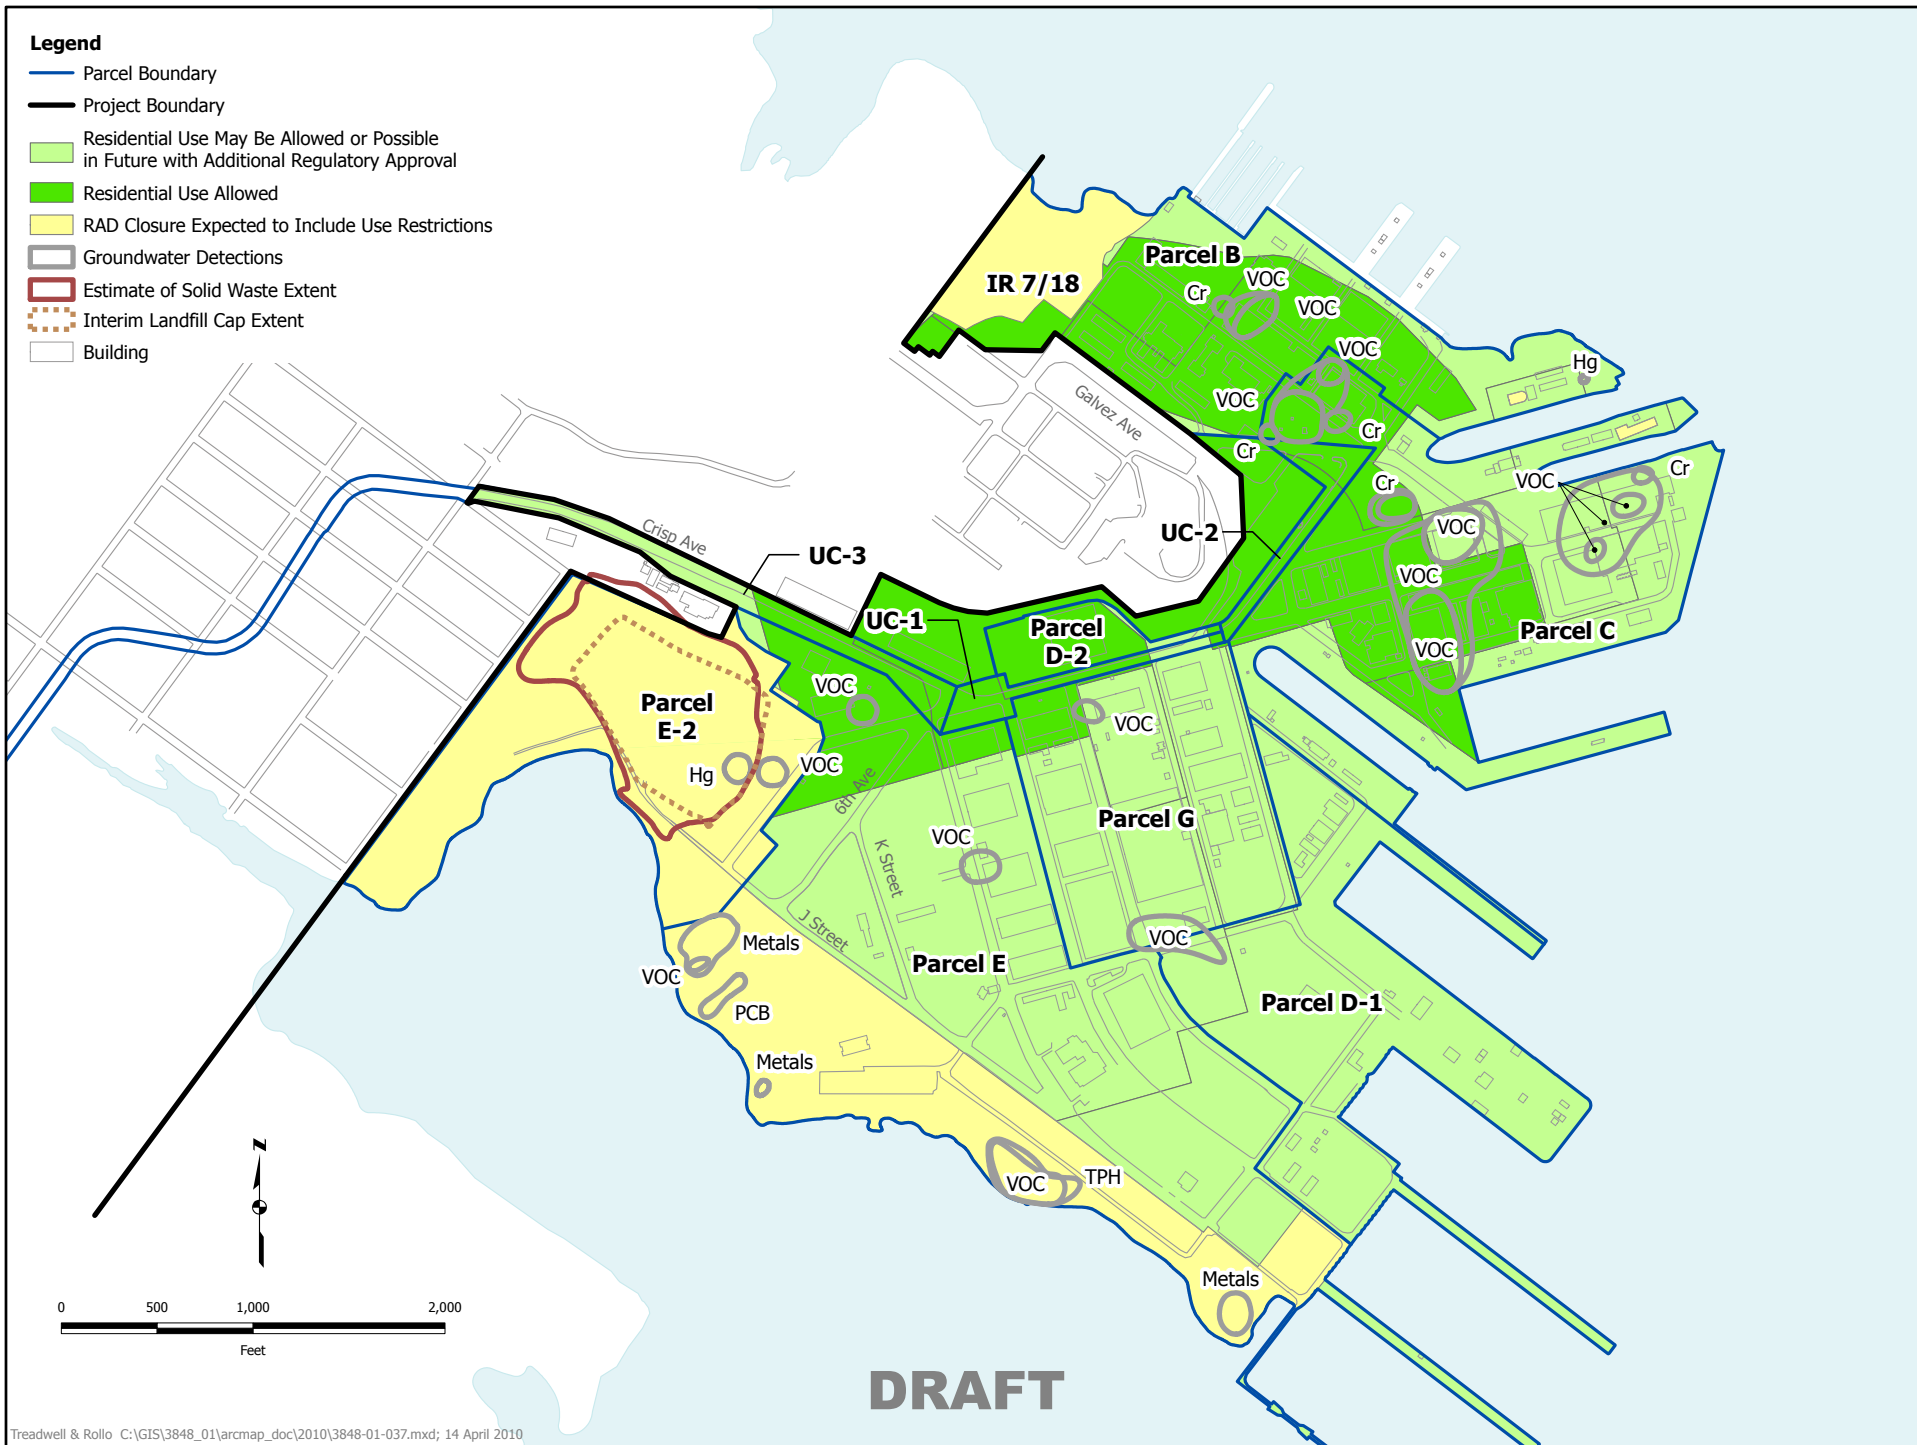 Legend
Parcel Boundary
Project Boundary
Residential Use May Be Allowed or Possible
in Future with Additional Regulatory Approval
Residential Use Allowed
RAD Closure Expected to Include Use Restrictions
Groundwater Detections
Estimate of Solid Waste Extent
Interim Landfill Cap Extent
Building
Parcel B
IR 7/18
VOC
Cr
VOC
VOC
Hg
VOC
Galvez Ave
Cr
Cr
Cr
VOC
Cr
VOC
Crisp Ave
UC-2
UC-3
VOC
UC-1
Parcel
D-2
Parcel C
VOC
VOC
Parcel
E-2
VOC
Hg
VOC
6th Ave
Parcel G
VOC
K Street
J Street
Metals
VOC
VOC
Parcel E
PCB
Parcel D-1
Metals
VOC
TPH
Metals
z
0 500 1,000 2,000
Feet
DRAFT
Treadwell & Rollo C:\GIS\3848_01\arcmap_doc\2010\3848-01-037.mxd; 14 April 2010